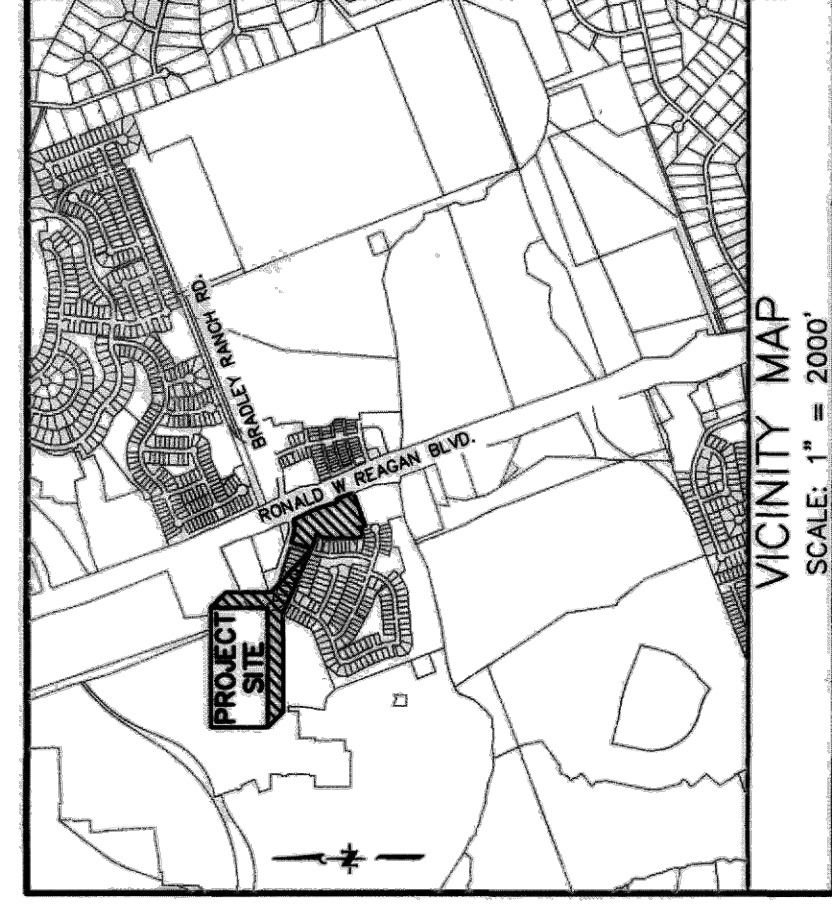 BRADLEY RANCH RD.
RONALD W REAGAN BLVD.
PROJECT
SITE
N
VICINITY MAP
SCALE: 1" = 2000'